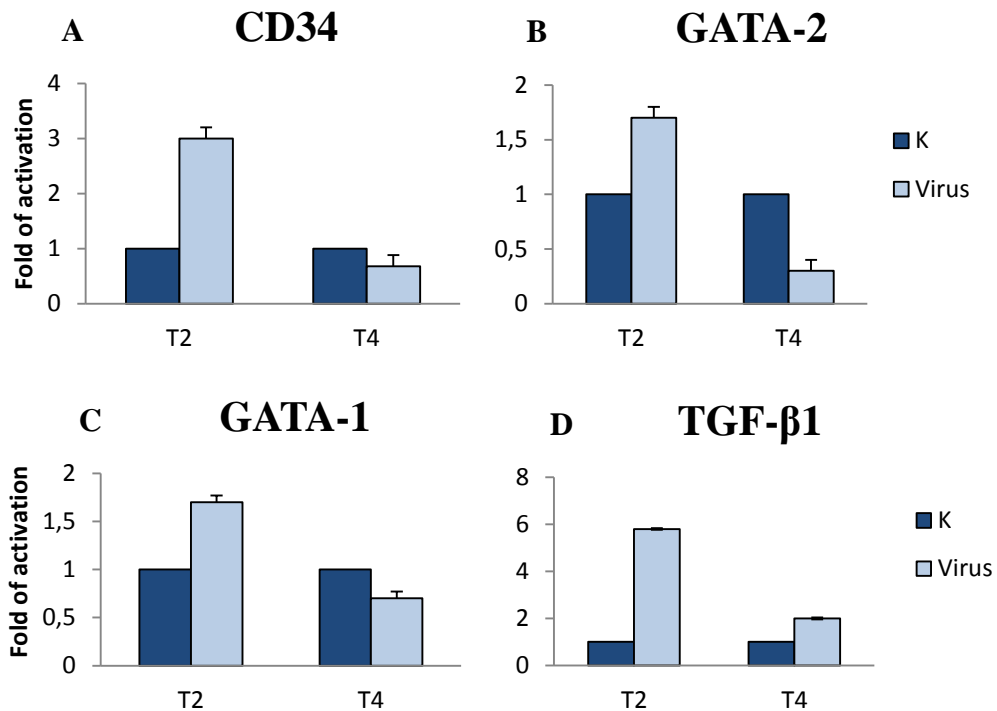 A
CD34
Fold of activation
4
3
2
1
0
T2
T4
B
GATA-2
2
1,5
1
0,5
0
T2
T4
K
Virus
C
GATA-1
Fold of activation
2
1,5
1
0,5
0
T2
T4
D
TGF-β1
8
6
4
2
0
T2
T4
K
Virus